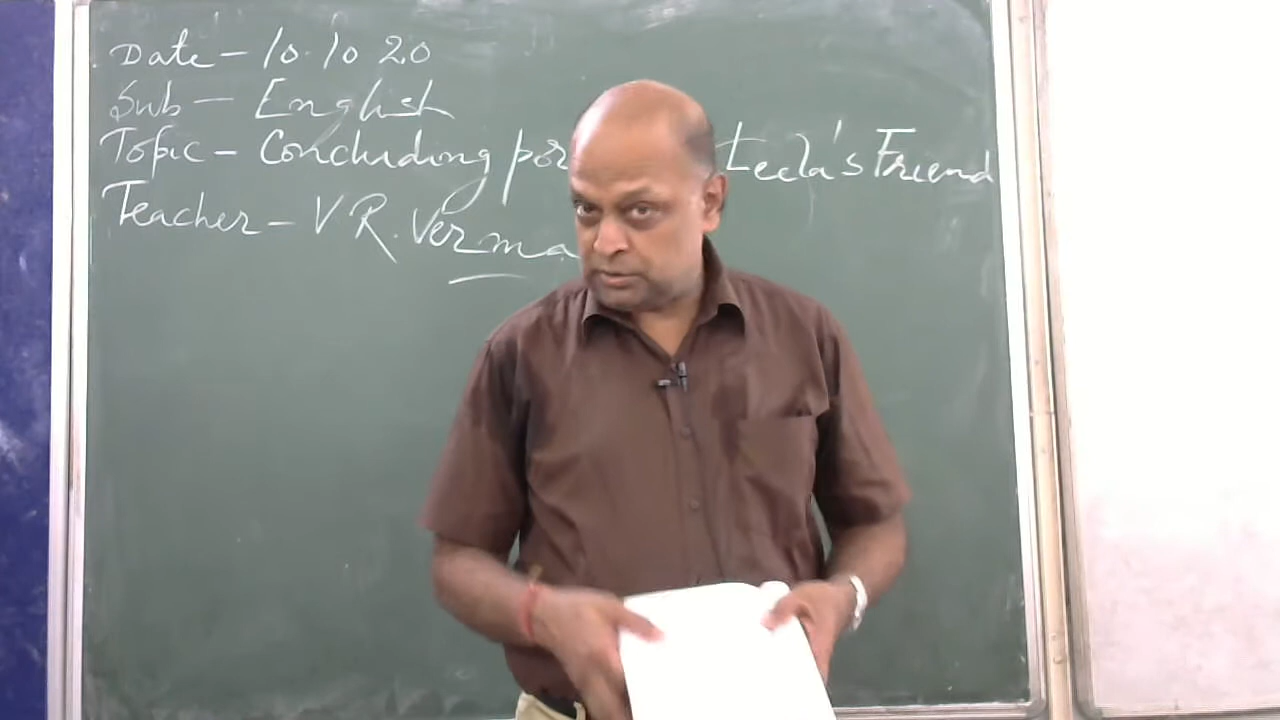 Date - 10.10 20
Sub - English
Topic - Concluding por Leela's Friend
Teacher - V R. Verma